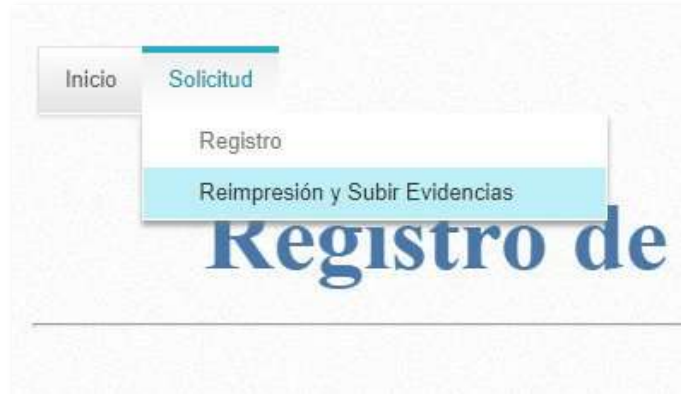 Inicio Solicitud
Registro
Reimpresión y Subir Evidencias
Registro de